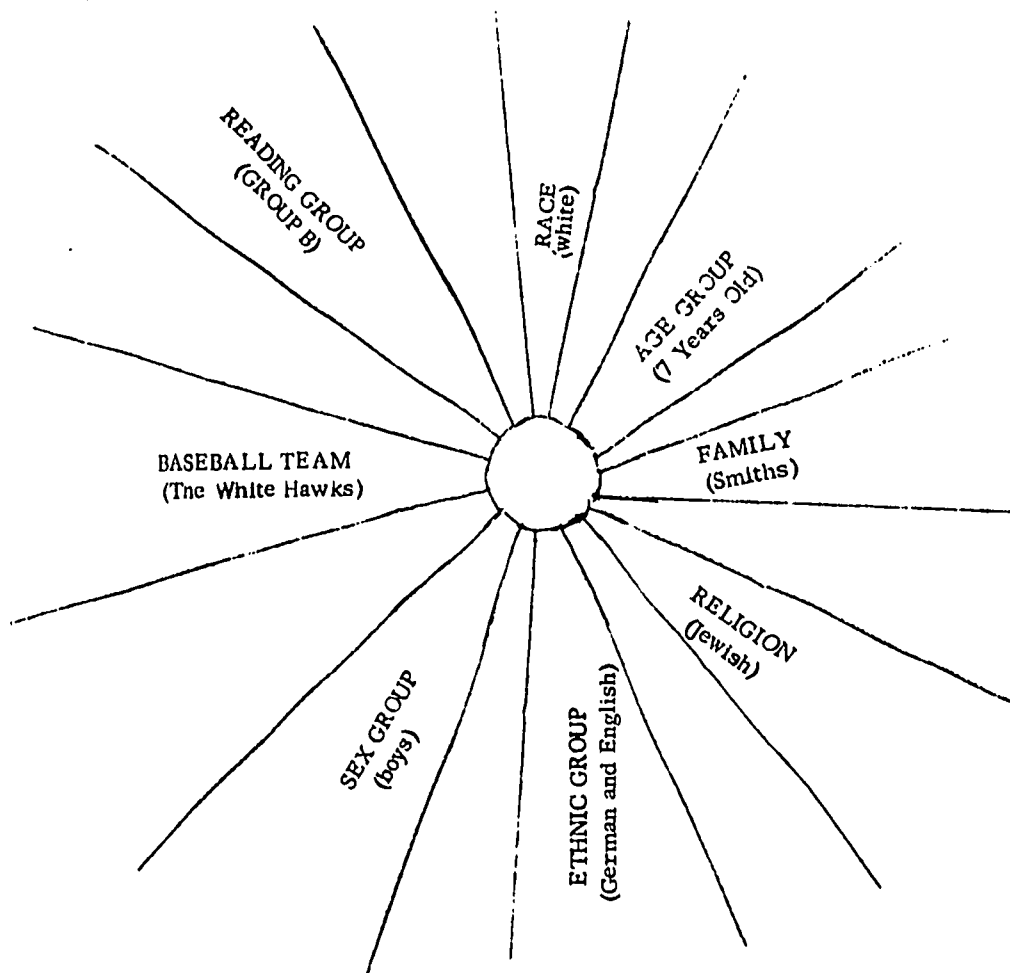 READING GROUP
(GROUP B)
RACE
(white)
AGE GROUP
(7 Years Old)
FAMILY
(Smiths)
RELIGION
(Jewish)
ETHNIC GROUP
(German and English)
SEX GROUP
(boys)
BASEBALL TEAM
(The White Hawks)